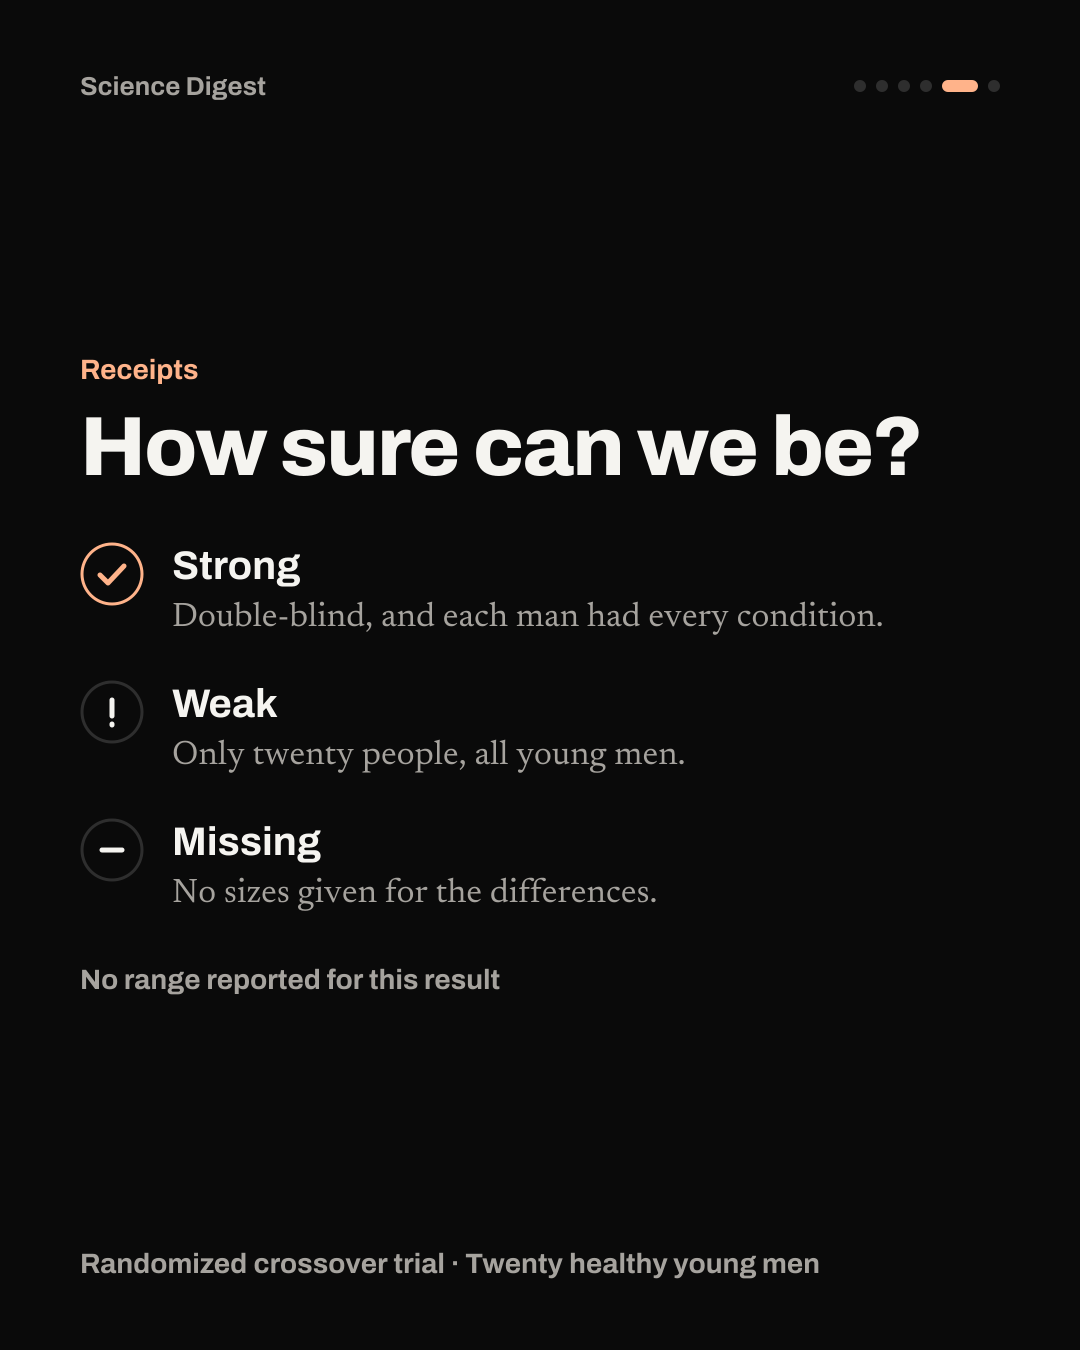 Science Digest
Receipts
How sure can we be?
Strong
Double-blind, and each man had every condition.
Weak
Only twenty people, all young men.
Missing
No sizes given for the differences.
No range reported for this result
Randomized crossover trial · Twenty healthy young men